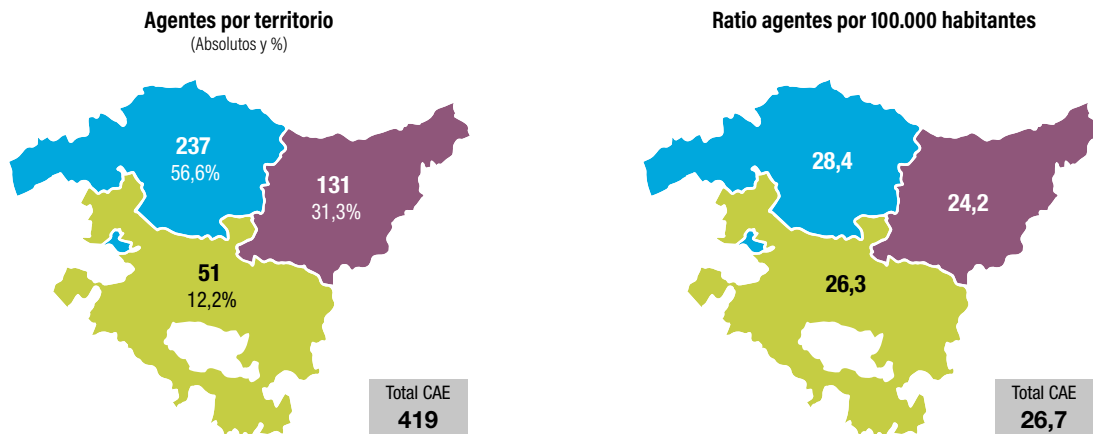 Agentes por territorio
(Absolutos y %)
237
56,6%
131
31,3%
51
12,2%
Total CAE
419
Ratio agentes por 100.000 habitantes
28,4
24,2
26,3
Total CAE
26,7